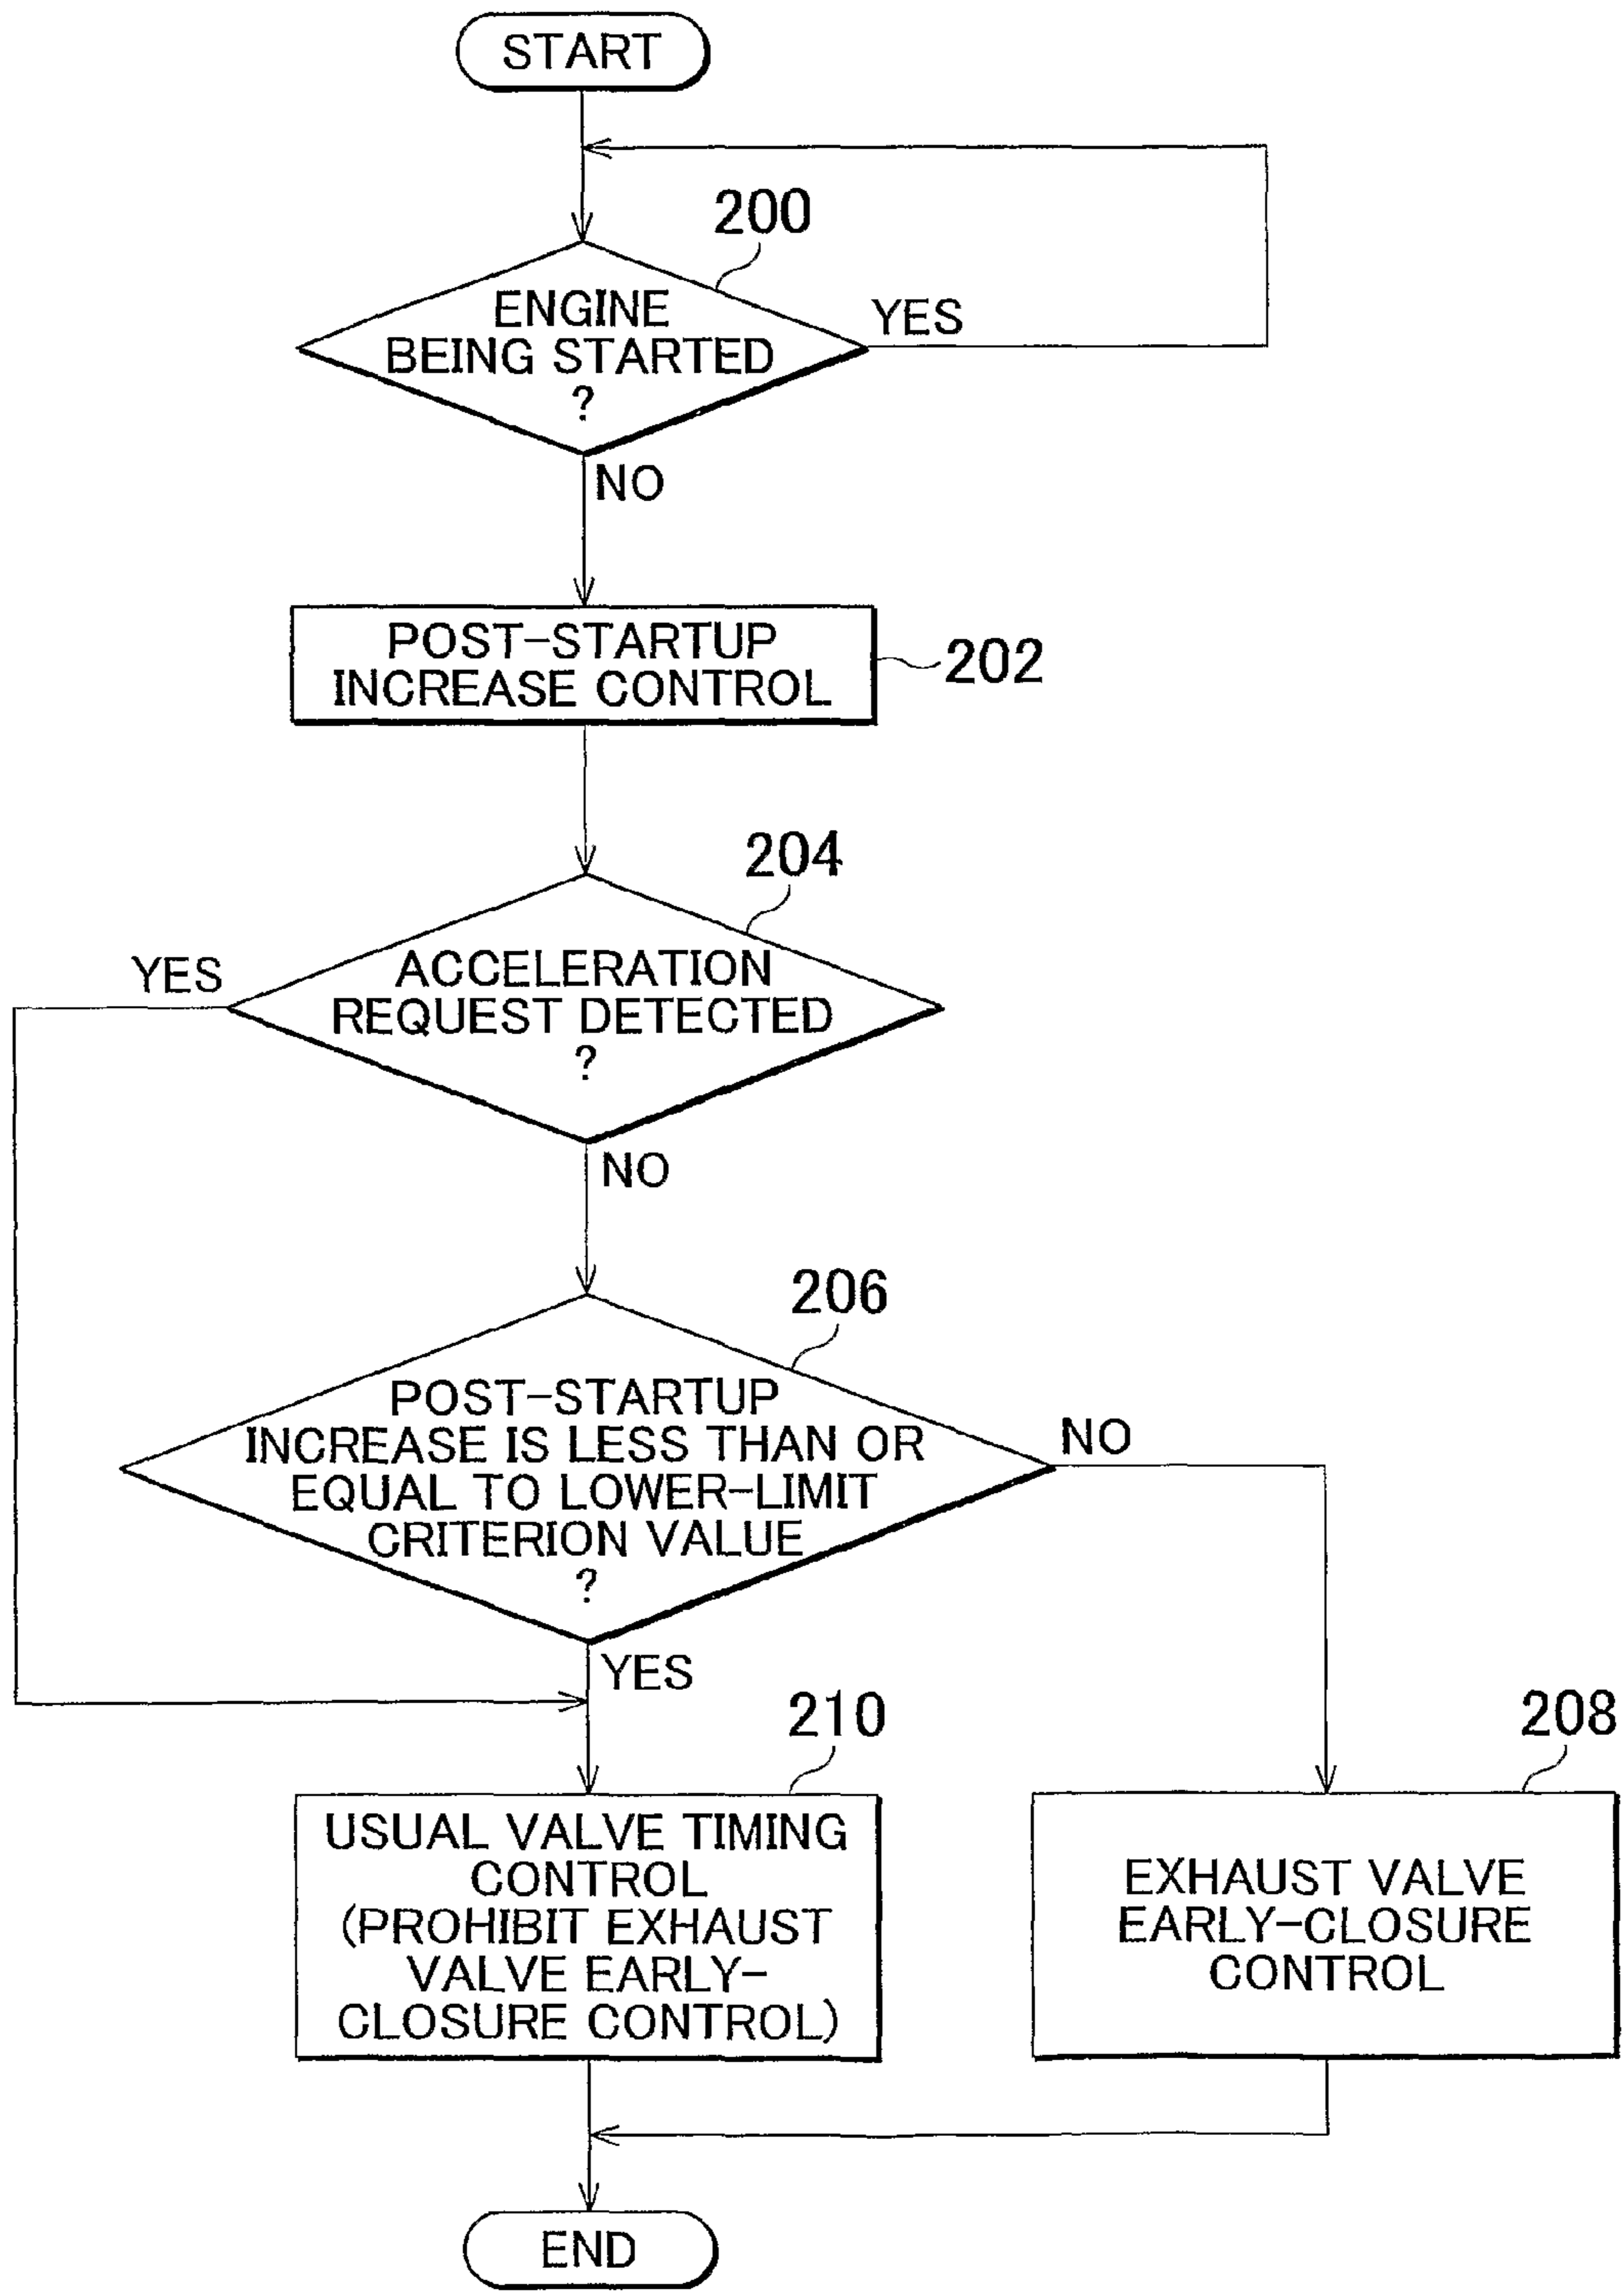 START
200
ENGINE
BEING STARTED
?
YES
NO
POST-STARTUP
INCREASE CONTROL
202
204
YES
ACCELERATION
REQUEST DETECTED
?
NO
206
POST-STARTUP
INCREASE IS LESS THAN OR
EQUAL TO LOWER-LIMIT
CRITERION VALUE
?
NO
YES
210
208
USUAL VALVE TIMING
CONTROL
(PROHIBIT EXHAUST
VALVE EARLY-
CLOSURE CONTROL)
EXHAUST VALVE
EARLY-CLOSURE
CONTROL
END